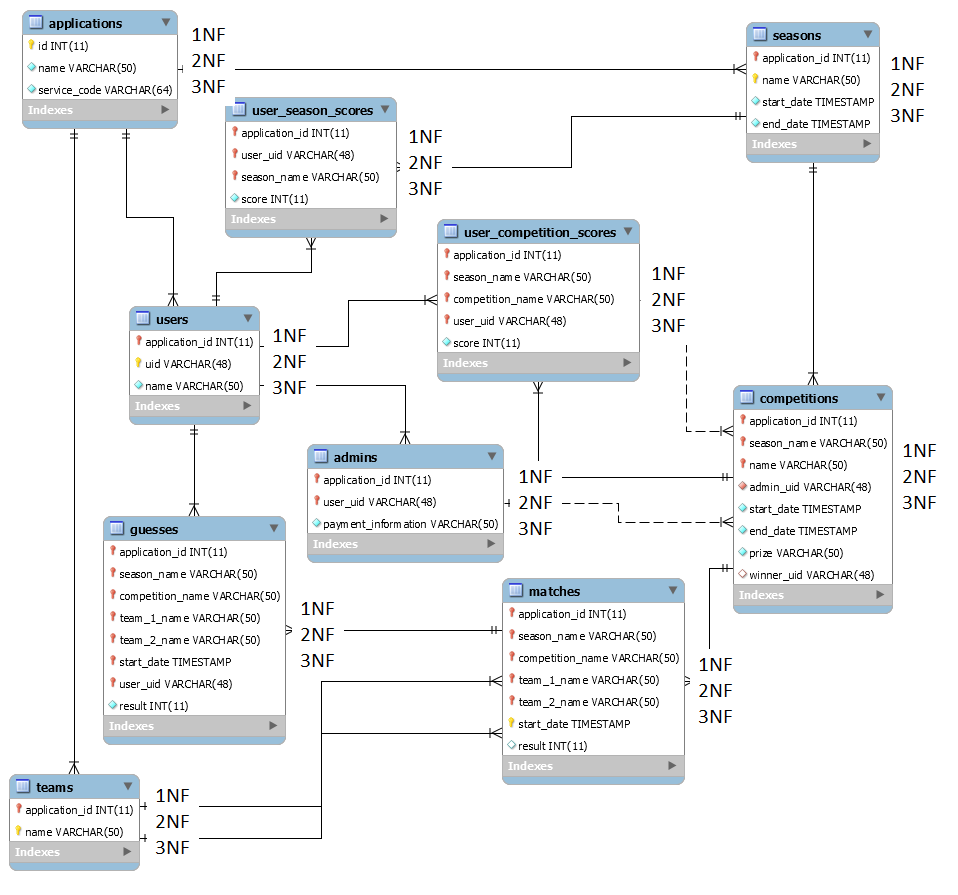 applications
id INT(11)
name VARCHAR(50)
service_code VARCHAR(64)
Indexes
1NF
2NF
3NF
seasons
application_id INT(11)
name VARCHAR(50)
start_date TIMESTAMP
end_date TIMESTAMP
Indexes
1NF
2NF
3NF
user_season_scores
application_id INT(11)
user_uid VARCHAR(48)
season_name VARCHAR(50)
score INT(11)
Indexes
1NF
2NF
3NF
user_competition_scores
application_id INT(11)
season_name VARCHAR(50)
competition_name VARCHAR(50)
user_uid VARCHAR(48)
score INT(11)
Indexes
1NF
2NF
3NF
users
application_id INT(11)
uid VARCHAR(48)
name VARCHAR(50)
Indexes
1NF
2NF
3NF
competitions
application_id INT(11)
season_name VARCHAR(50)
name VARCHAR(50)
admin_uid VARCHAR(48)
start_date TIMESTAMP
end_date TIMESTAMP
prize VARCHAR(50)
winner_uid VARCHAR(48)
Indexes
1NF
2NF
3NF
admins
application_id INT(11)
user_uid VARCHAR(48)
payment_information VARCHAR(50)
Indexes
1NF
2NF
3NF
guesses
application_id INT(11)
season_name VARCHAR(50)
competition_name VARCHAR(50)
team_1_name VARCHAR(50)
team_2_name VARCHAR(50)
start_date TIMESTAMP
user_uid VARCHAR(48)
result INT(11)
Indexes
1NF
2NF
3NF
matches
application_id INT(11)
season_name VARCHAR(50)
competition_name VARCHAR(50)
team_1_name VARCHAR(50)
team_2_name VARCHAR(50)
start_date TIMESTAMP
result INT(11)
Indexes
1NF
2NF
3NF
teams
application_id INT(11)
name VARCHAR(50)
Indexes
1NF
2NF
3NF